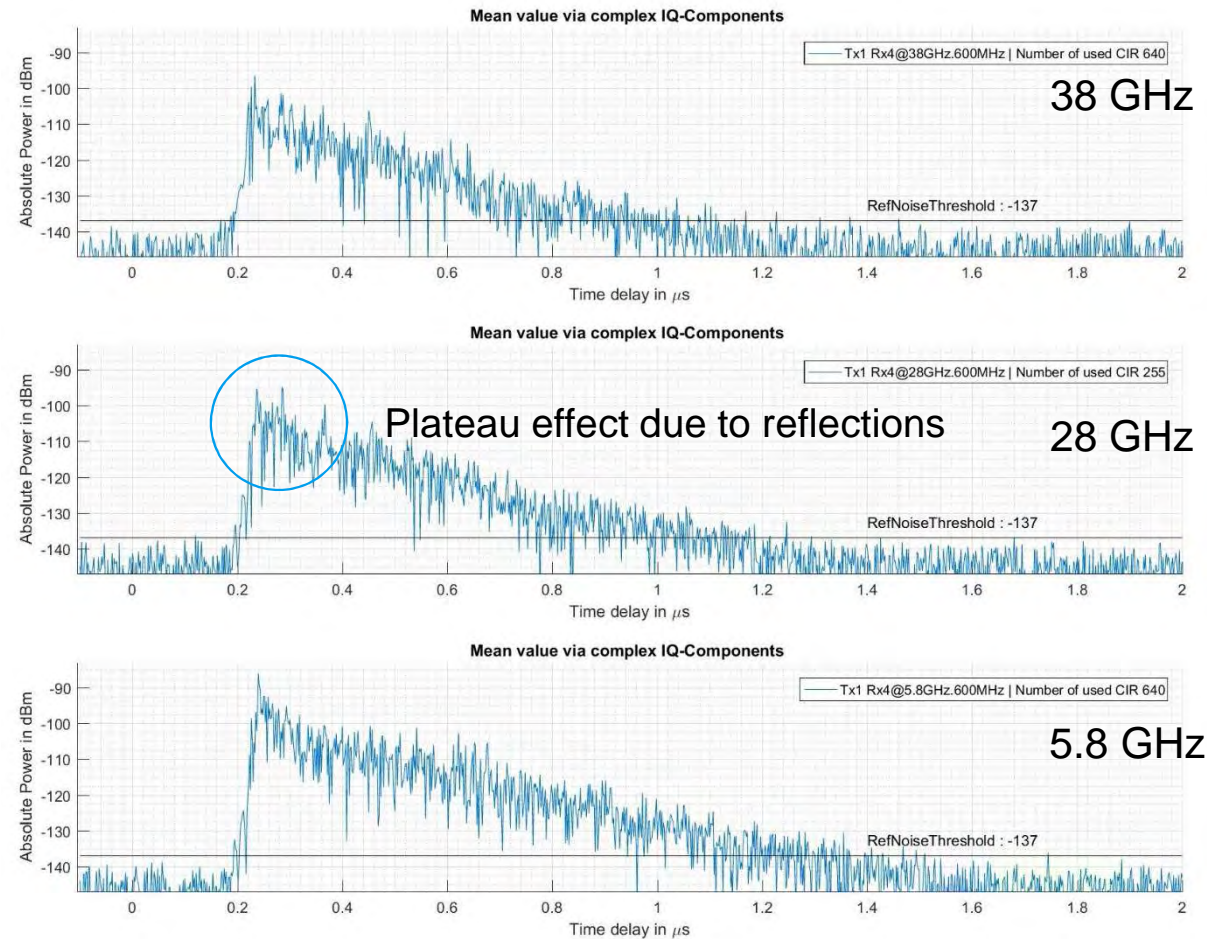 Mean value via complex IQ-Components
-90
-100
-110
-120
-130
-140
Absolute Power in dBm
Tx1 Rx4@38GHz.600MHz | Number of used CIR 640
38 GHz
RefNoiseThreshold : -137
0 0.2 0.4 0.6 0.8 1 1.2 1.4 1.6 1.8 2
Time delay in μs
Mean value via complex IQ-Components
-90
-100
-110
-120
-130
-140
Absolute Power in dBm
Tx1 Rx4@28GHz.600MHz | Number of used CIR 255
Plateau effect due to reflections
28 GHz
RefNoiseThreshold : -137
0 0.2 0.4 0.6 0.8 1 1.2 1.4 1.6 1.8 2
Time delay in μs
Mean value via complex IQ-Components
-90
-100
-110
-120
-130
-140
Absolute Power in dBm
Tx1 Rx4@5.8GHz.600MHz | Number of used CIR 640
5.8 GHz
RefNoiseThreshold : -137
0 0.2 0.4 0.6 0.8 1 1.2 1.4 1.6 1.8 2
Time delay in μs